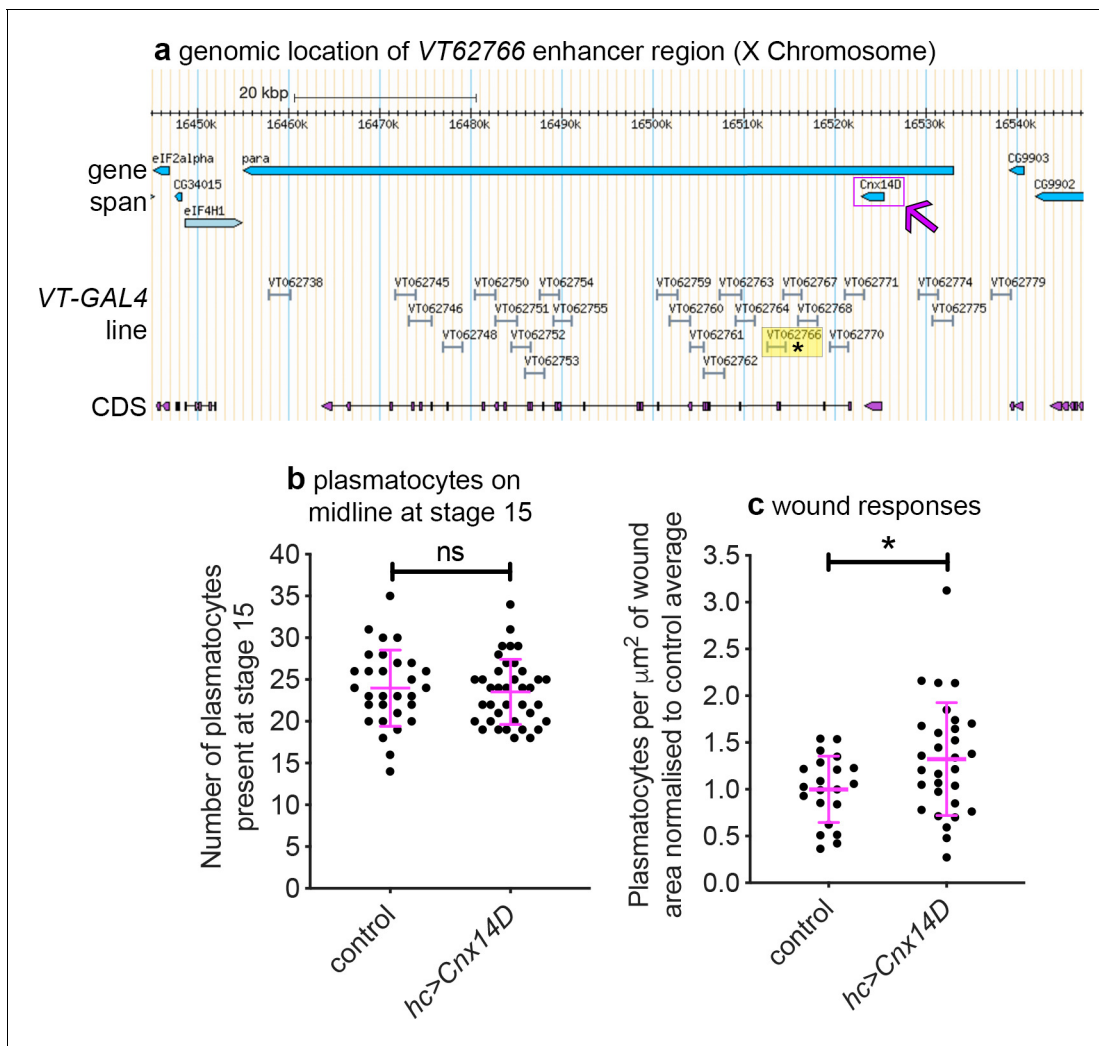 a genomic location of VT62766 enhancer region (X Chromosome)
20 kbp
16450k 16460k 16470k 16480k 16490k 16500k 16510k 16520k 16530k 16540k
gene
span
eIF2alpha para CG9903
CG34015 Cnx14D CG9902
eIF4H1
VT-GAL4
line
VT062738 VT062745 VT062750 VT062754 VT062759 VT062763 VT062767 VT062771 VT062774 VT062779
VT062746 VT062751 VT062755 VT062760 VT062764 VT062768 VT062775
VT062748 VT062752 VT062761 VT062766 VT062770
*
VT062753 VT062762
CDS
b plasmatocytes on
midline at stage 15
ns
Number of plasmatocytes
present at stage 15
40
35
30
25
20
15
10
5
0
control
hc>Cnx14D
c wound responses
*
Plasmatocytes per μm² of wound
area normalised to control average
3.5
3.0
2.5
2.0
1.5
1.0
0.5
0.0
control
hc>Cnx14D